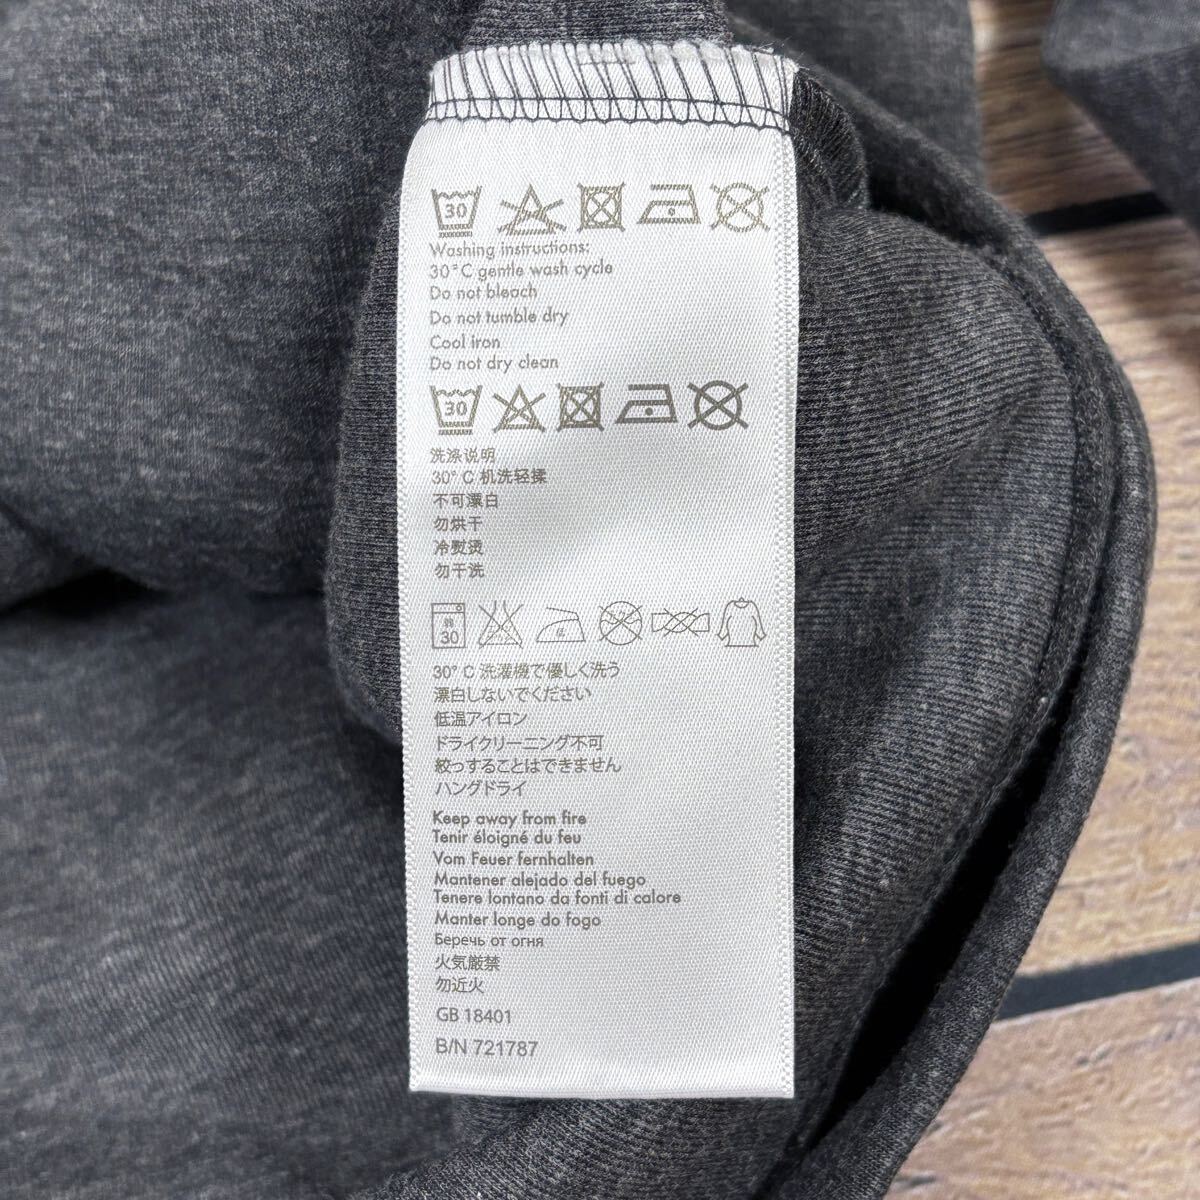 30
Washing instructions:
30°C gentle wash cycle
Do not bleach
Do not tumble dry
Cool iron
Do not dry clean
30
洗涤说明
30° C 机洗轻揉
不可漂白
勿烘干
冷熨烫
勿干洗
30
30° C 洗濯機で優しく洗う
漂白しないでください
低温アイロン
ドライクリーニング不可
絞っすることはできません
ハングドライ
Keep away from fire
Tenir éloigné du feu
Vom Feuer fernhalten
Mantener alejado del fuego
Tenere lontano da fonti di calore
Manter longe do fogo
Беречь от огня
火気厳禁
勿近火
GB 18401
B/N 721787